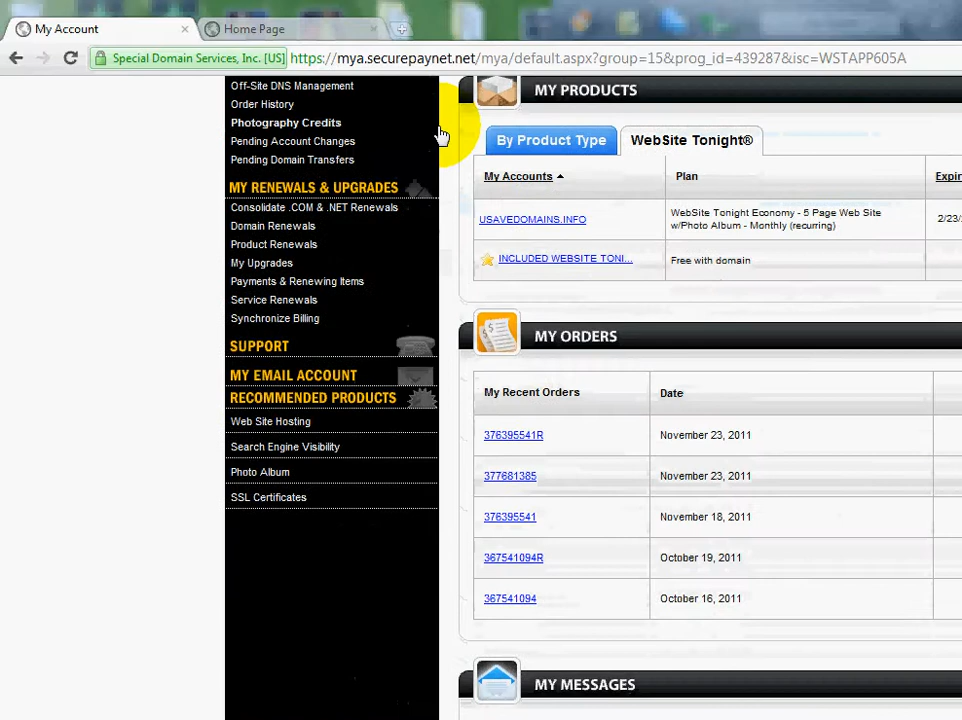 My Account
Home Page
Special Domain Services, Inc. [US]
https://mya.securepaynet.net/mya/default.aspx?group=15&prog_id=439287&isc=WSTAPP605A
Off-Site DNS Management
Order History
Photography Credits
Pending Account Changes
Pending Domain Transfers
MY RENEWALS & UPGRADES
Consolidate .COM & .NET Renewals
Domain Renewals
Product Renewals
My Upgrades
Payments & Renewing Items
Service Renewals
Synchronize Billing
SUPPORT
MY EMAIL ACCOUNT
RECOMMENDED PRODUCTS
Web Site Hosting
Search Engine Visibility
Photo Album
SSL Certificates
MY PRODUCTS
By Product Type
WebSite Tonight®
My Accounts
Plan
Expir
USAVEDOMAINS.INFO
WebSite Tonight Economy - 5 Page Web Site
w/Photo Album - Monthly (recurring)
2/23/
INCLUDED WEBSITE TONI...
Free with domain
MY ORDERS
My Recent Orders
Date
376395541R
November 23, 2011
377681385
November 23, 2011
376395541
November 18, 2011
367541094R
October 19, 2011
367541094
October 16, 2011
MY MESSAGES